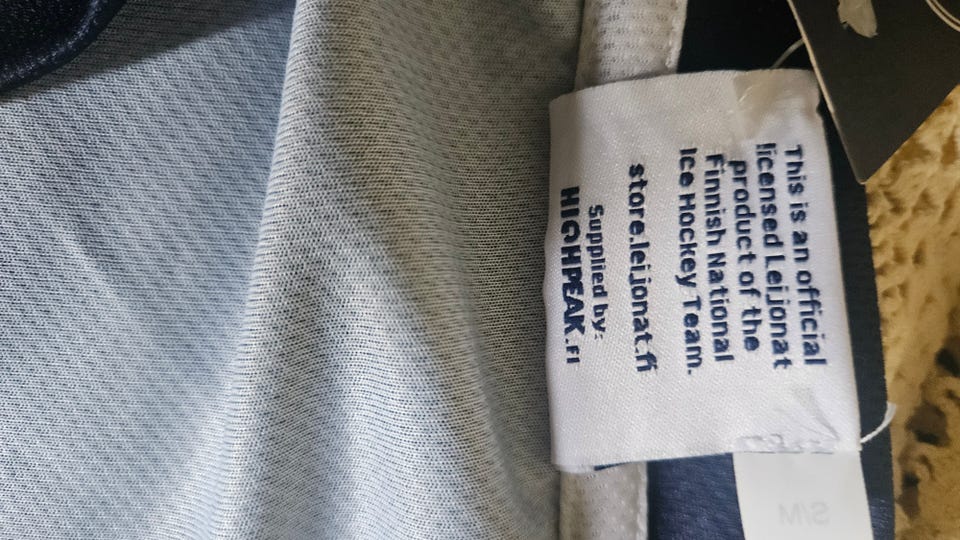 This is an official
licensed Leijonat
product of the
Finnish National
Ice Hockey Team.
store.leijonat.fi
Supplied by:
HIGHPEAK.FI
S/M